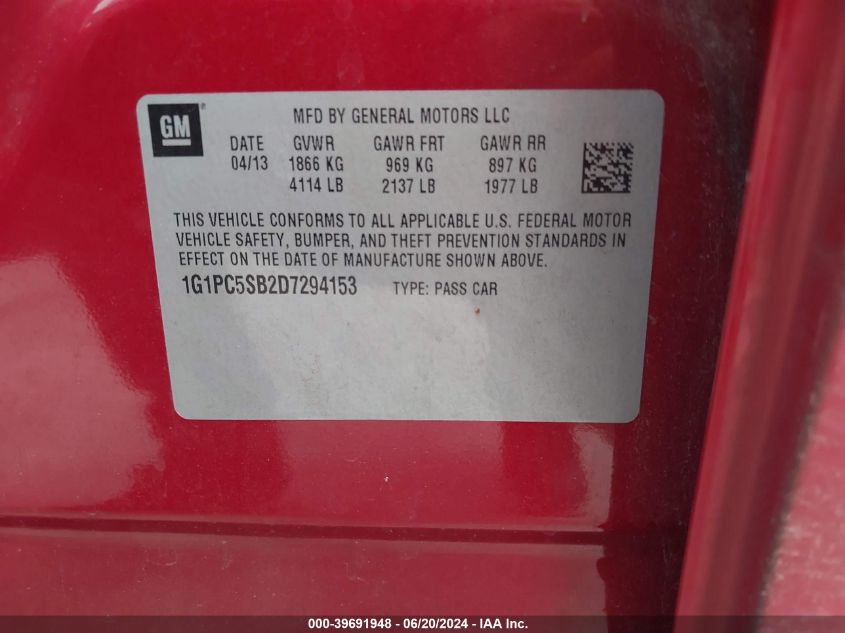 GM®
MFD BY GENERAL MOTORS LLC
DATE GVWR GAWR FRT GAWR RR
04/13 1866 KG 969 KG 897 KG
4114 LB 2137 LB 1977 LB
THIS VEHICLE CONFORMS TO ALL APPLICABLE U.S. FEDERAL MOTOR
VEHICLE SAFETY, BUMPER, AND THEFT PREVENTION STANDARDS IN
EFFECT ON THE DATE OF MANUFACTURE SHOWN ABOVE.
1G1PC5SB2D7294153 TYPE: PASS CAR
000-39691948 - 06/20/2024 - IAA Inc.